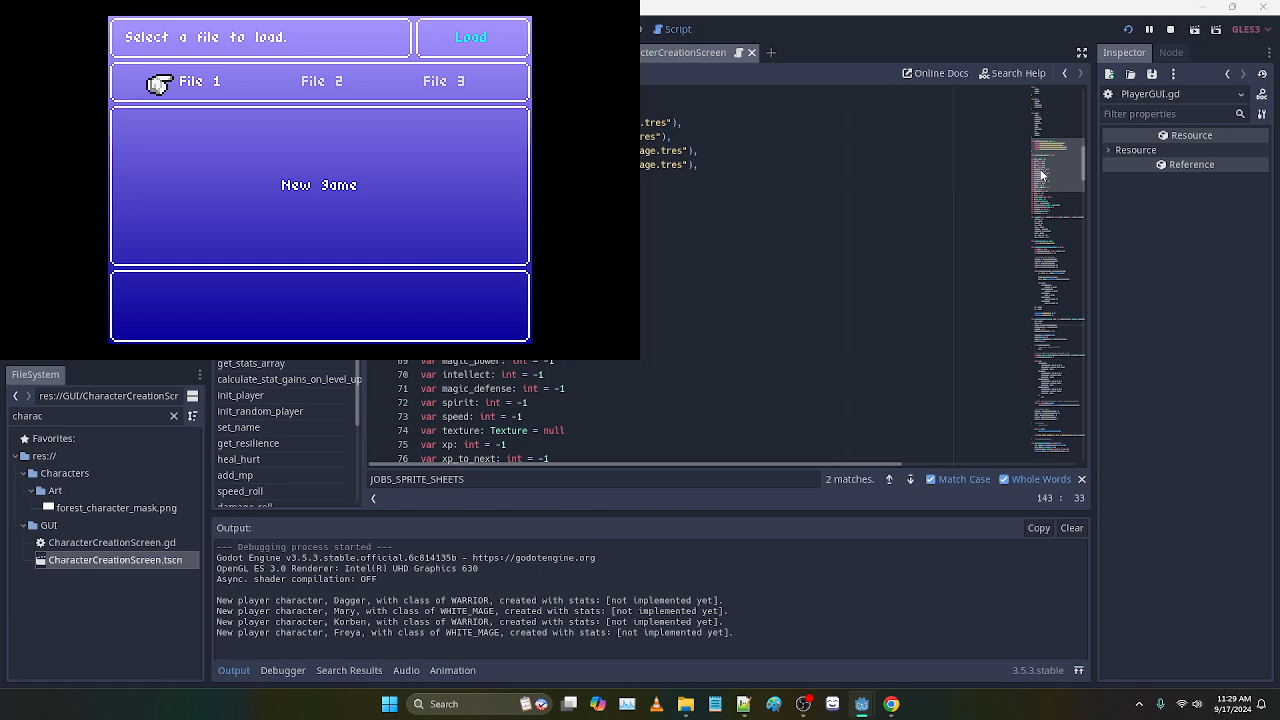 Select a file to load.
Load
File 1
File 2
File 3
New game
Script
GLES3
cterCreationScreen
Inspector
Node
Online Docs
Search Help
PlayerGUI.gd
Filter properties
Resource
Resource
Reference
.tres"),
e.tres"),
age.tres"),
age.tres"),
FileSystem
res://GUI/CharacterCreationScr
charac
Favorites:
res://
Characters
Art
forest_character_mask.png
GUI
CharacterCreationScreen.gd
CharacterCreationScreen.tscn
get_stats_array
calculate_stat_gains_on_level
init_player
init_random_player
set_name
get_resilience
heal_hurt
add_mp
speed_roll
damage_roll
69 var magic_power: int = -1
70 var intellect: int = -1
71 var magic_defense: int = -1
72 var spirit: int = -1
73 var speed: int = -1
74 var texture: Texture = null
75 var xp: int = -1
76 var xp_to_next: int = -1
JOBS_SPRITE_SHEETS
2 matches.
Match Case
Whole Words
143 : 33
Output:
Copy
Clear
--- Debugging process started ---
Godot Engine v3.5.3.stable.official.6c814135b - https://godotengine.org
OpenGL ES 3.0 Renderer: Intel(R) UHD Graphics 630
Async. shader compilation: OFF
New player character, Dagger, with class of WARRIOR, created with stats: [not implemented yet].
New player character, Mary, with class of WHITE_MAGE, created with stats: [not implemented yet].
New player character, Korben, with class of WARRIOR, created with stats: [not implemented yet].
New player character, Freya, with class of WHITE_MAGE, created with stats: [not implemented yet].
Output
Debugger
Search Results
Audio
Animation
3.5.3.stable
Search
11:29 AM
9/17/2024